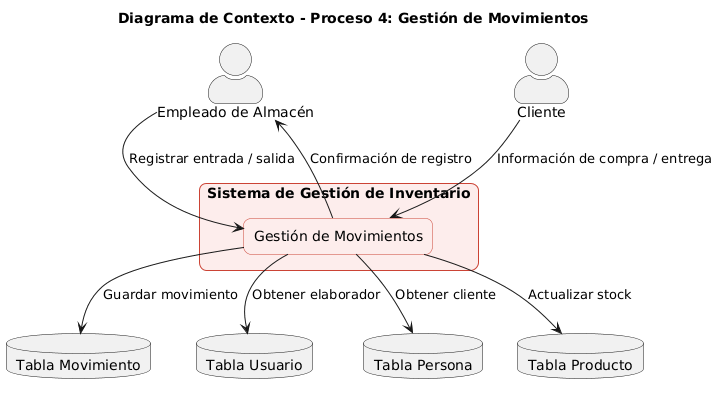 Diagrama de Contexto - Proceso 4: Gestión de Movimientos
Empleado de Almacén
Cliente
Registrar entrada / salida
Confirmación de registro
Información de compra / entrega
Sistema de Gestión de Inventario
Gestión de Movimientos
Guardar movimiento
Obtener elaborador
Obtener cliente
Actualizar stock
Tabla Movimiento
Tabla Usuario
Tabla Persona
Tabla Producto